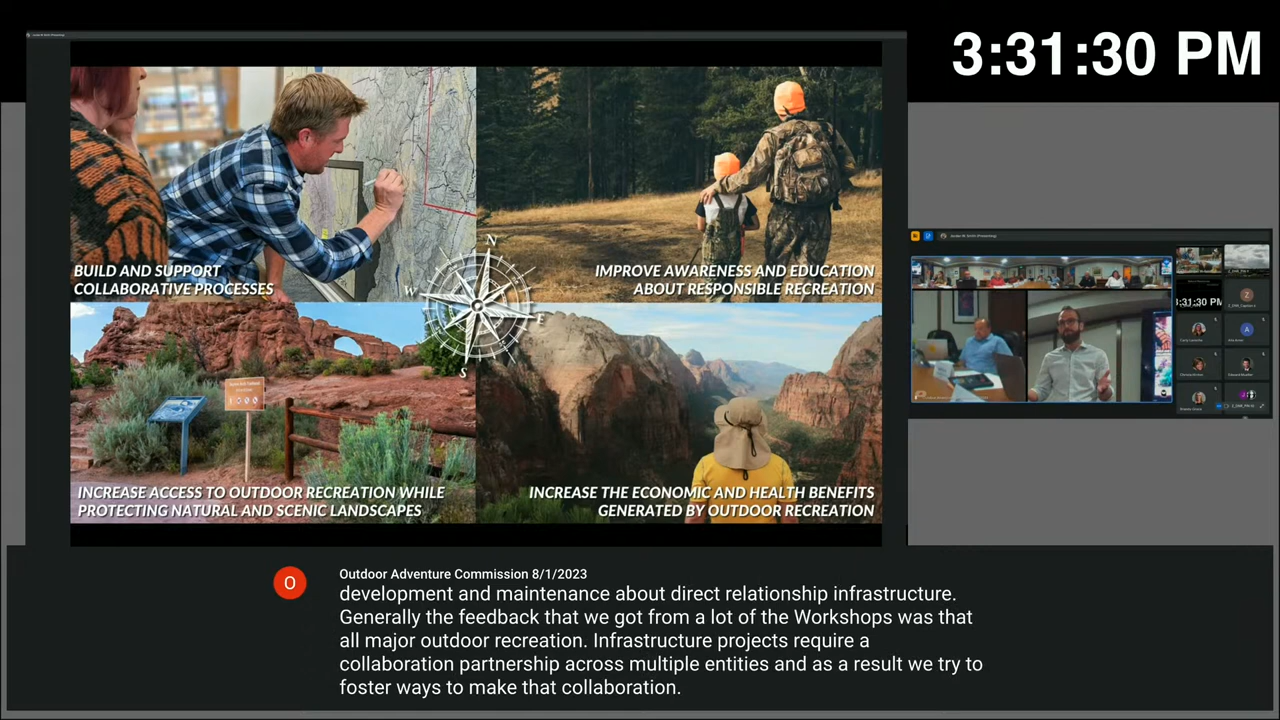 3:31:30 PM
BUILD AND SUPPORT
COLLABORATIVE PROCESSES
IMPROVE AWARENESS AND EDUCATION
ABOUT RESPONSIBLE RECREATION
N
W
E
S
INCREASE ACCESS TO OUTDOOR RECREATION WHILE
PROTECTING NATURAL AND SCENIC LANDSCAPES
INCREASE THE ECONOMIC AND HEALTH BENEFITS
GENERATED BY OUTDOOR RECREATION
3:31:30 PM
O
Outdoor Adventure Commission 8/1/2023
development and maintenance about direct relationship infrastructure.
Generally the feedback that we got from a lot of the Workshops was that
all major outdoor recreation. Infrastructure projects require a
collaboration partnership across multiple entities and as a result we try to
foster ways to make that collaboration.